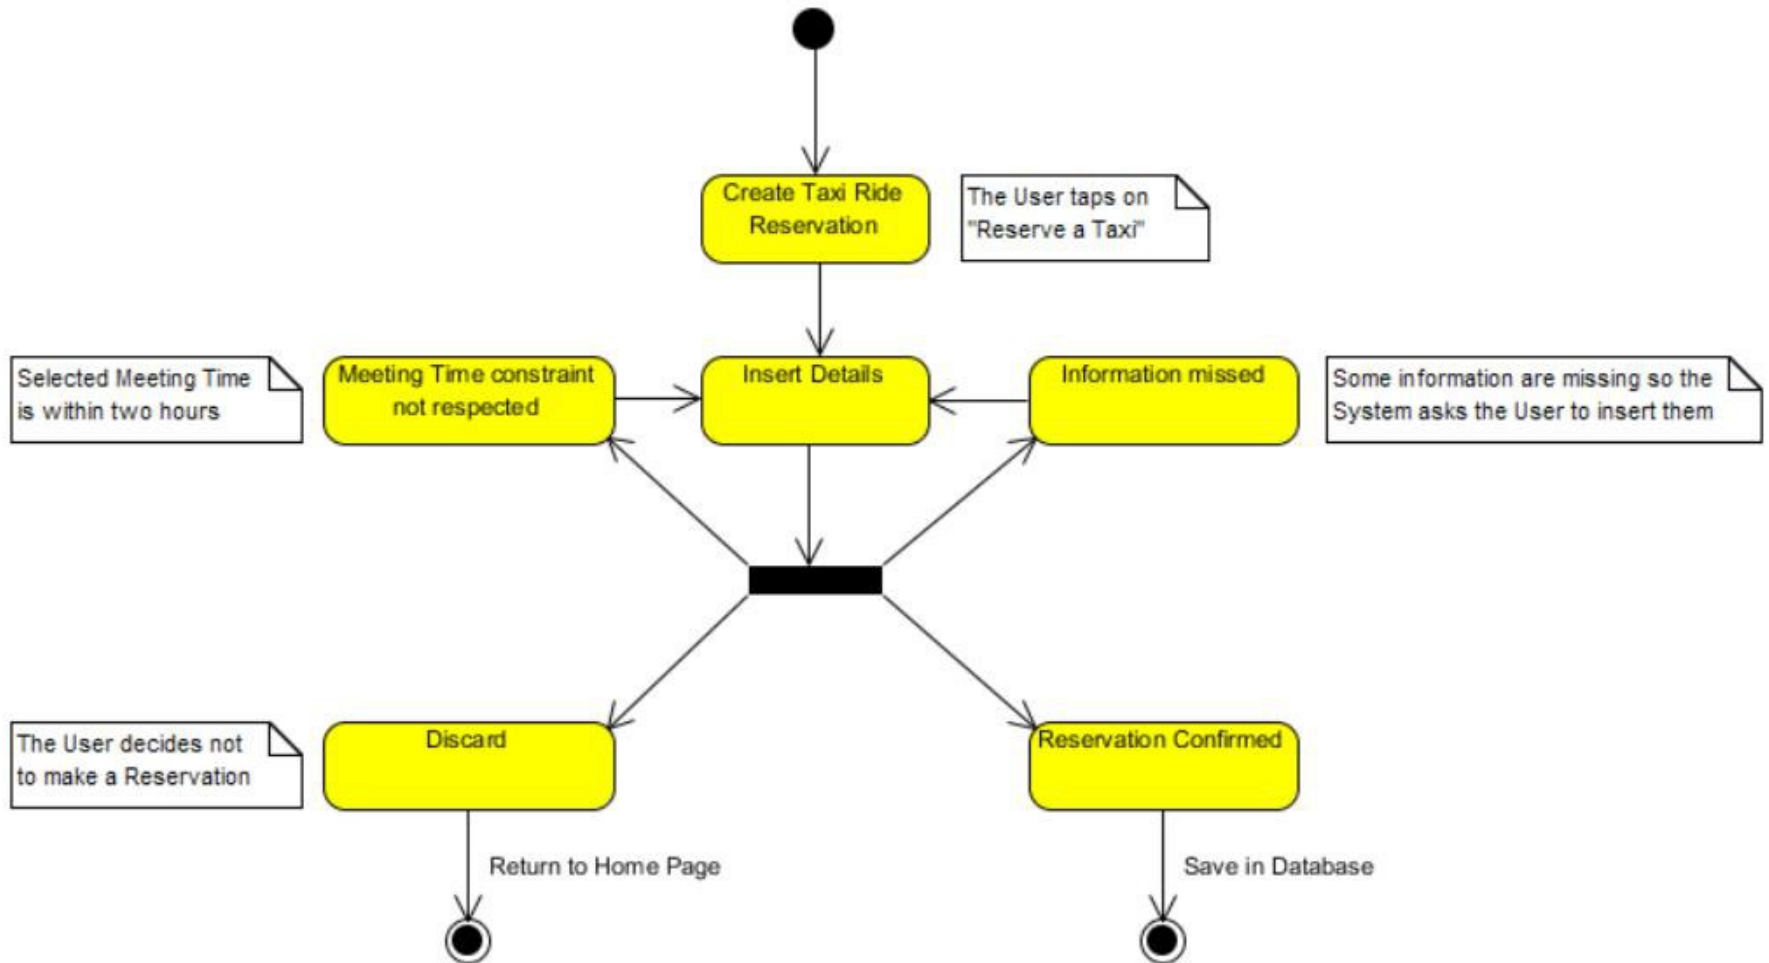 Create Taxi Ride
Reservation
The User taps on
"Reserve a Taxi"
Selected Meeting Time
is within two hours
Meeting Time constraint
not respected
Insert Details
Information missed
Some information are missing so the
System asks the User to insert them
The User decides not
to make a Reservation
Discard
Reservation Confirmed
Return to Home Page
Save in Database